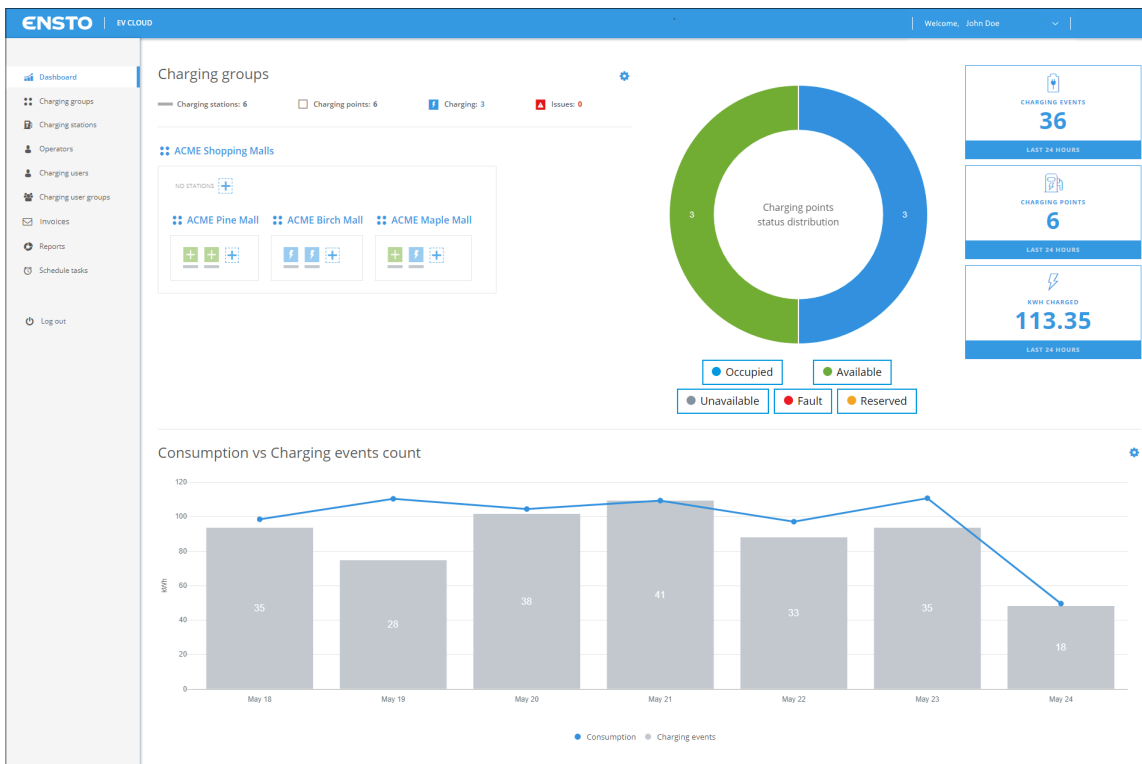 ENSTO EV CLOUD Welcome, John Doe
Dashboard
Charging groups
Charging stations
Operators
Charging users
Charging user groups
Invoices
Reports
Schedule tasks
Log out
Charging groups
Charging stations: 6 Charging points: 6 Charging: 3 Issues: 0
ACME Shopping Malls
NO STATIONS
ACME Pine Mall ACME Birch Mall ACME Maple Mall
3
Charging points
status distribution
3
Occupied Available
Unavailable Fault Reserved
CHARGING EVENTS
36
LAST 24 HOURS
CHARGING POINTS
6
LAST 24 HOURS
KWH CHARGED
113.35
LAST 24 HOURS
Consumption vs Charging events count
kWh
120
100
80
60
40
20
0
35 28 38 41 33 35 18
May 18 May 19 May 20 May 21 May 22 May 23 May 24
Consumption Charging events